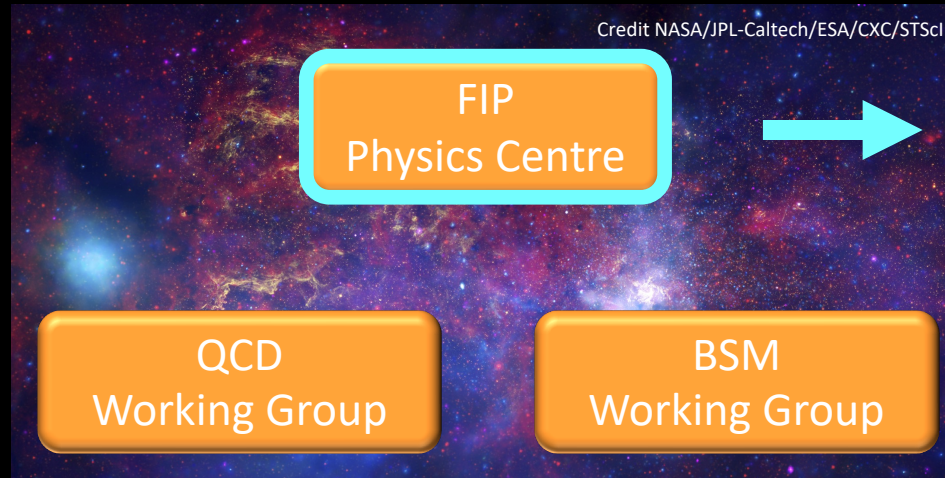 Credit NASA/JPL-Caltech/ESA/CXC/STScI
FIP
Physics Centre
QCD
Working Group
BSM
Working Group